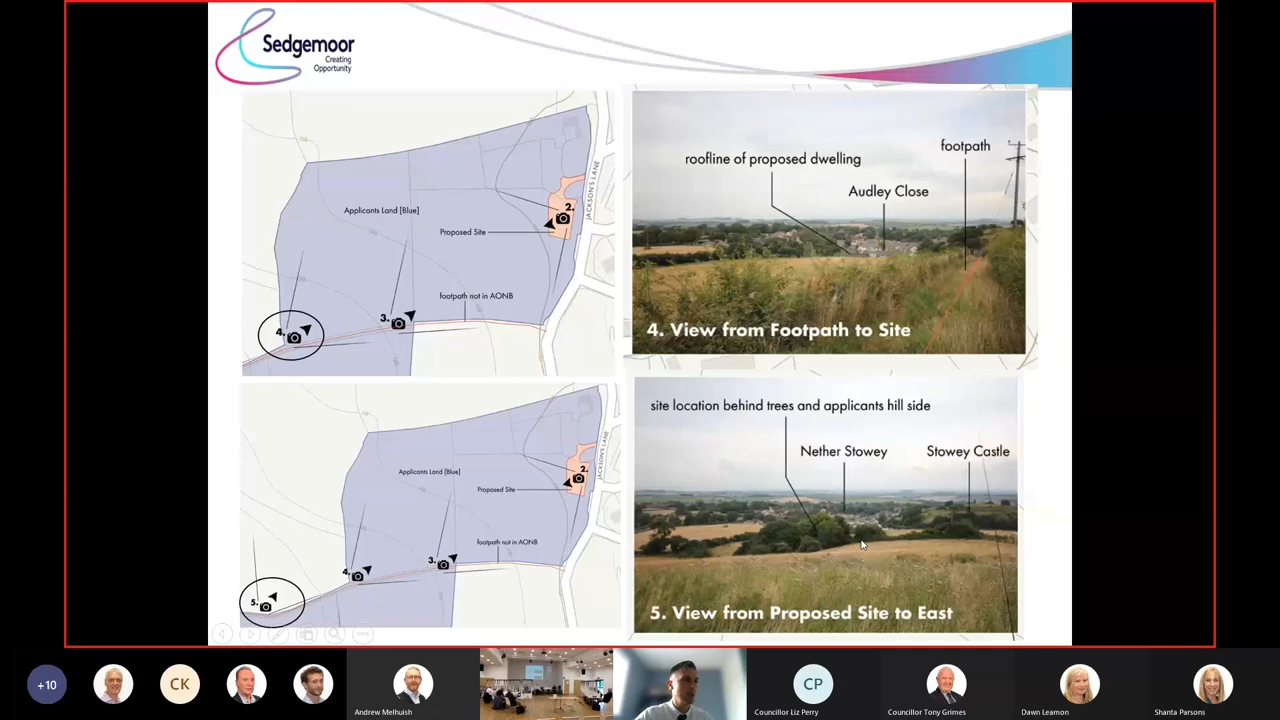 Sedgemoor
Creating
Opportunity
Applicants Land [Blue]
Proposed Site
footpath not in AONB
JACKSON'S LANE
2.
3.
4.
roofline of proposed dwelling
Audley Close
footpath
4. View from Footpath to Site
Applicants Land [Blue]
Proposed Site
footpath not in AONB
JACKSON'S LANE
2.
3.
4.
5.
site location behind trees and applicants hill side
Nether Stowey
Stowey Castle
5. View from Proposed Site to East
+10
CK
Andrew Melhuish
CP
Councillor Liz Perry
Councillor Tony Grimes
Dawn Leamon
Shanta Parsons